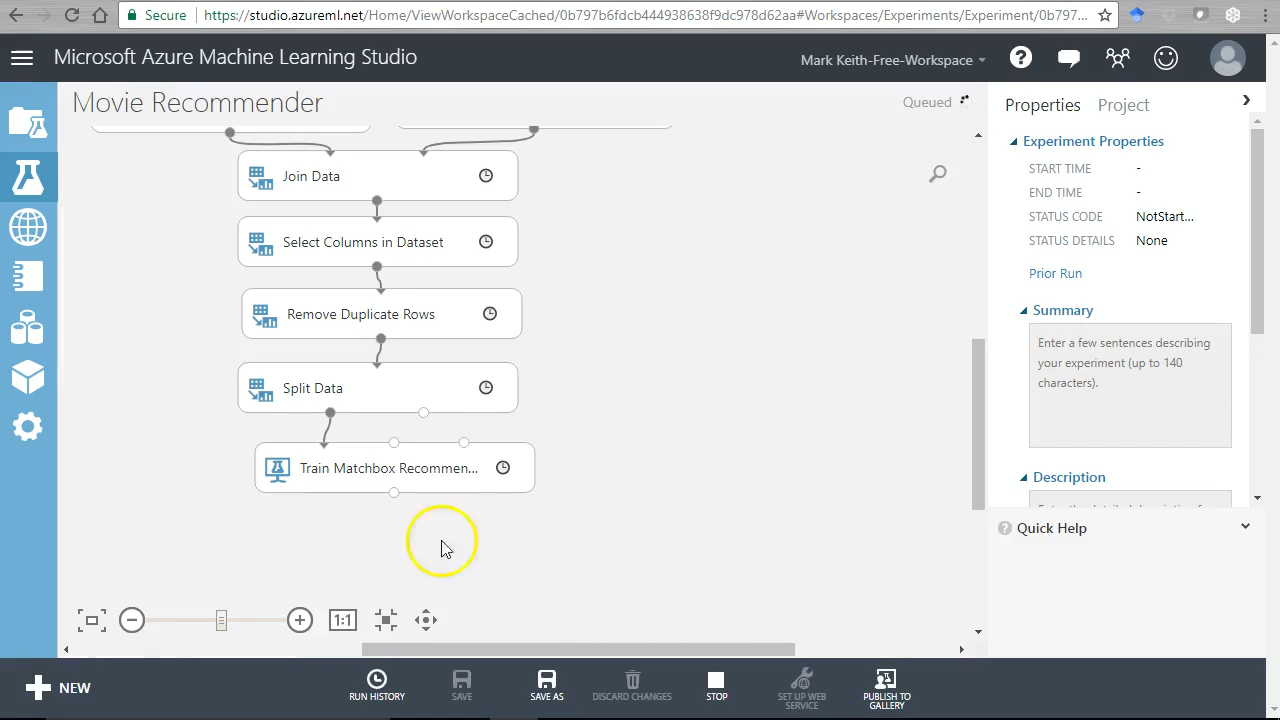 Secure
https://studio.azureml.net/Home/ViewWorkspaceCached/0b797b6fdcb444938638f9dc978d62aa#Workspaces/Experiments/Experiment/0b797...
Microsoft Azure Machine Learning Studio
Mark Keith-Free-Workspace
?
Movie Recommender
Queued
Properties
Project
Experiment Properties
START TIME -
END TIME -
STATUS CODE NotStart...
STATUS DETAILS None
Prior Run
Summary
Enter a few sentences describing
your experiment (up to 140
characters).
Description
Join Data
Select Columns in Dataset
Remove Duplicate Rows
Split Data
Train Matchbox Recommen...
? Quick Help
1:1
NEW
RUN HISTORY
SAVE
SAVE AS
DISCARD CHANGES
STOP
SET UP WEB
SERVICE
PUBLISH TO
GALLERY